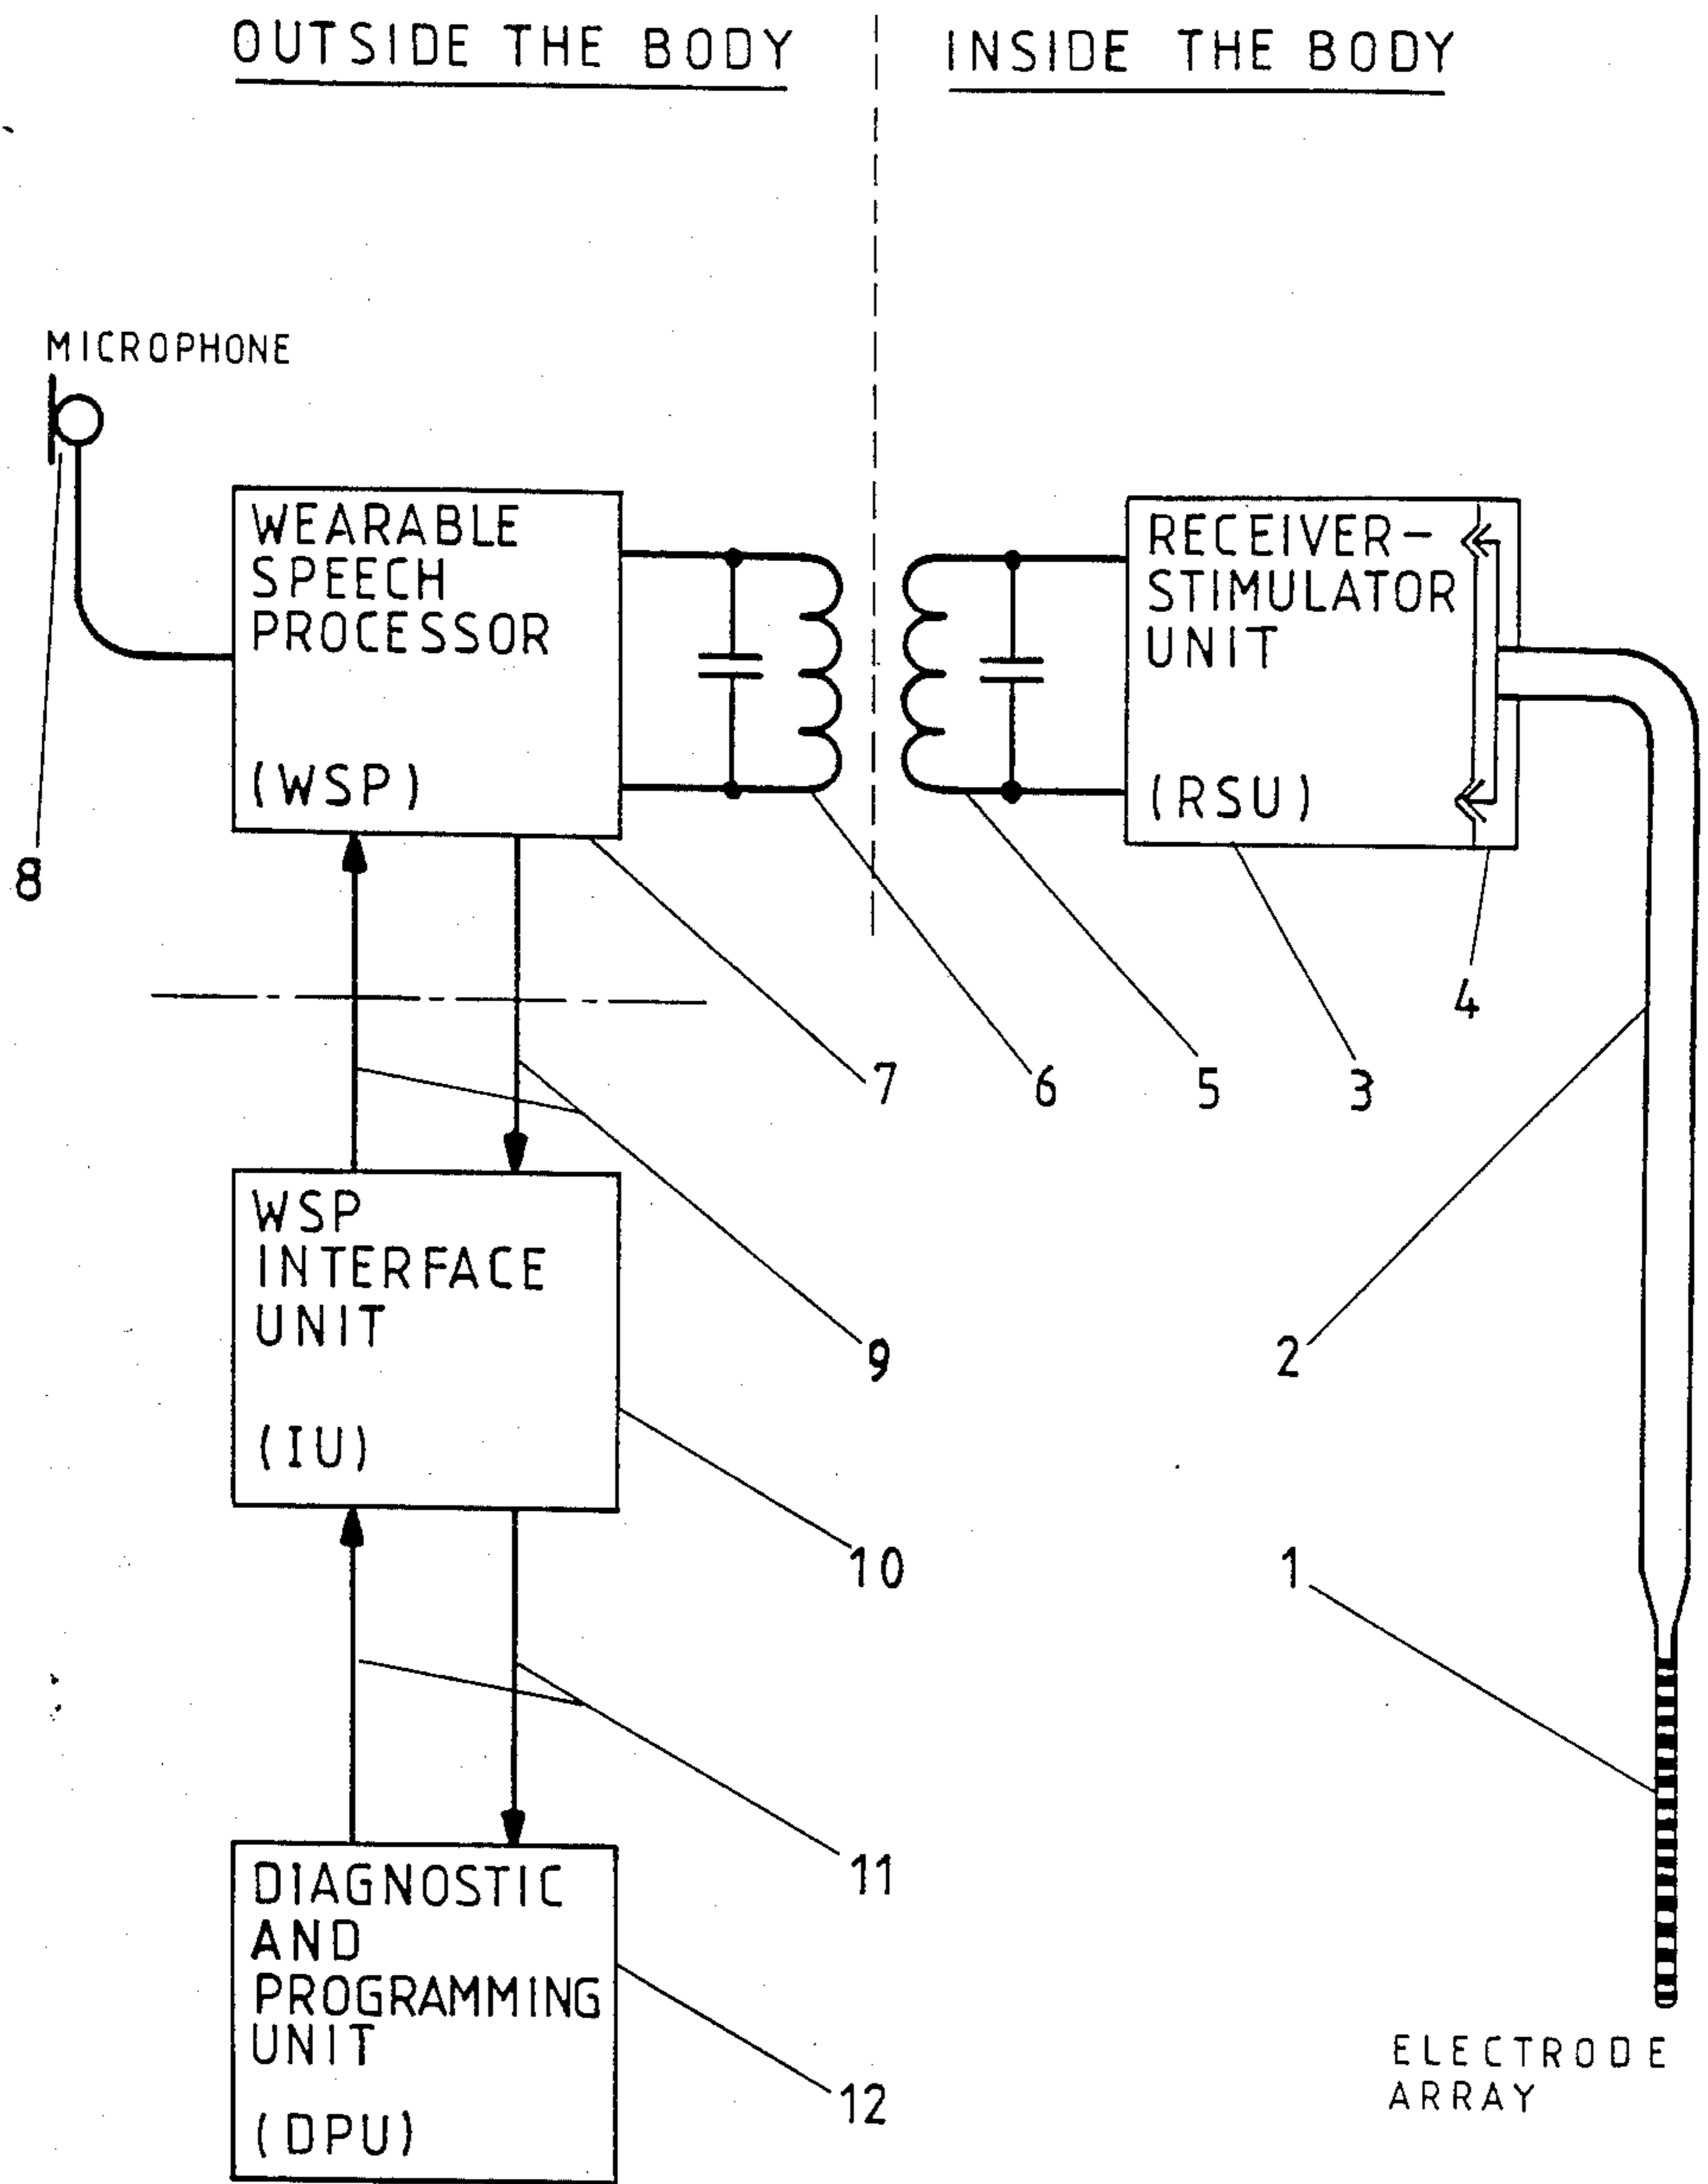 OUTSIDE THE BODY
INSIDE THE BODY
MICROPHONE
WEARABLE
SPEECH
PROCESSOR
(WSP)
RECEIVER-
STIMULATOR
UNIT
(RSU)
8
4
7
6
5
3
WSP
INTERFACE
UNIT
(IU)
9
2
10
1
DIAGNOSTIC
AND
PROGRAMMING
UNIT
(DPU)
11
12
ELECTRODE
ARRAY